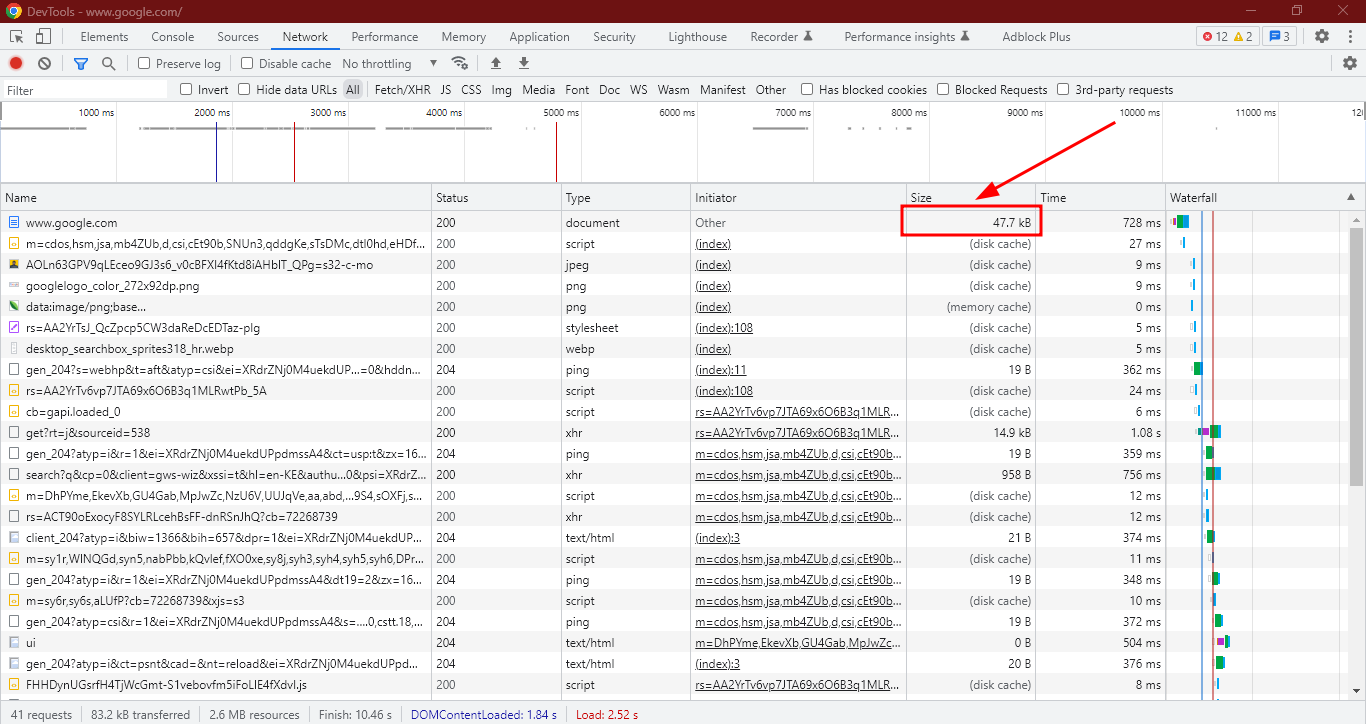 DevTools - www.google.com/
Elements Console Sources Network Performance Memory Application Security Lighthouse Recorder Performance insights Adblock Plus 12 2 3
Preserve log Disable cache No throttling
Filter Invert Hide data URLs All Fetch/XHR JS CSS Img Media Font Doc WS Wasm Manifest Other Has blocked cookies Blocked Requests 3rd-party requests
1000 ms 2000 ms 3000 ms 4000 ms 5000 ms 6000 ms 7000 ms 8000 ms 9000 ms 10000 ms 11000 ms 12
Name Status Type Initiator Size Time Waterfall
www.google.com 200 document Other 47.7 kB 728 ms
m=cdos,hsm,jsa,mb4ZUb,d,csi,cEt90b,SNUn3,qddgKe,sTsDMc,dtl0hd,eHDf... 200 script (index) (disk cache) 27 ms
AOLn63GPV9qLEceo9GJ3s6_v0cBFXI4fKtd8iAHbIT_QPg=s32-c-mo 200 jpeg (index) (disk cache) 9 ms
googlelogo_color_272x92dp.png 200 png (index) (disk cache) 9 ms
data:image/png;base... 200 png (index) (memory cache) 0 ms
rs=AA2YrTsJ_QcZpcp5CW3daReDcEDTaz-plg 200 stylesheet (index):108 (disk cache) 5 ms
desktop_searchbox_sprites318_hr.webp 200 webp (index) (disk cache) 5 ms
gen_204?s=webhp&t=aft&atyp=csi&ei=XRdrZNj0M4uekdUP...=0&hddn... 204 ping (index):11 19 B 362 ms
rs=AA2YrTv6vp7JTA69x6O6B3q1MLRwtPb_5A 200 script (index):108 (disk cache) 24 ms
cb=gapi.loaded_0 200 script rs=AA2YrTv6vp7JTA69x6O6B3q1MLR... (disk cache) 6 ms
get?rt=j&sourceid=538 200 xhr rs=AA2YrTv6vp7JTA69x6O6B3q1MLR... 14.9 kB 1.08 s
gen_204?atyp=i&r=1&ei=XRdrZNj0M4uekdUPpdmssA4&ct=usp:t&zx=16... 204 ping m=cdos,hsm,jsa,mb4ZUb,d,csi,cEt90b... 19 B 359 ms
search?q&cp=0&client=gws-wiz&xssi=t&hl=en-KE&authu...0&psi=XRdrZ... 200 xhr m=cdos,hsm,jsa,mb4ZUb,d,csi,cEt90b... 958 B 756 ms
m=DhPYme,EkevXb,GU4Gab,MpJwZc,NzU6V,UUJqVe,aa,abd,...9S4,sOXFj,s... 200 script m=cdos,hsm,jsa,mb4ZUb,d,csi,cEt90b... (disk cache) 12 ms
rs=ACT90oExocyF8SYLRLcehBsFF-dnRSnJhQ?cb=72268739 200 xhr m=cdos,hsm,jsa,mb4ZUb,d,csi,cEt90b... (disk cache) 12 ms
client_204?atyp=i&biw=1366&bih=657&dpr=1&ei=XRdrZNj0M4uekdUP... 204 text/html (index):3 21 B 374 ms
m=sy1r,WINQGd,syn5,nabPbb,kQvlef,fXO0xe,sy8j,syh3,syh4,syh5,syh6,DPr... 200 script m=cdos,hsm,jsa,mb4ZUb,d,csi,cEt90b... (disk cache) 11 ms
gen_204?atyp=i&r=1&ei=XRdrZNj0M4uekdUPpdmssA4&dt19=2&zx=16... 204 ping m=cdos,hsm,jsa,mb4ZUb,d,csi,cEt90b... 19 B 348 ms
m=sy6r,sy6s,aLUfP?cb=72268739&xjs=s3 200 script m=cdos,hsm,jsa,mb4ZUb,d,csi,cEt90b... (disk cache) 10 ms
gen_204?atyp=csi&r=1&ei=XRdrZNj0M4uekdUPpdmssA4&s=....0,cstt.18,... 204 ping m=cdos,hsm,jsa,mb4ZUb,d,csi,cEt90b... 19 B 372 ms
ui 204 text/html m=DhPYme,EkevXb,GU4Gab,MpJwZc... 0 B 504 ms
gen_204?atyp=i&ct=psnt&cad=&nt=reload&ei=XRdrZNj0M4uekdUPpd... 204 text/html (index):3 20 B 376 ms
FHHDynUGsrfH4TjWcGmt-S1vebovfm5iFoLIE4fXdvI.js 200 script rs=AA2YrTv6vp7JTA69x6O6B3q1MLR... (disk cache) 8 ms
41 requests 83.2 kB transferred 2.6 MB resources Finish: 10.46 s DOMContentLoaded: 1.84 s Load: 2.52 s